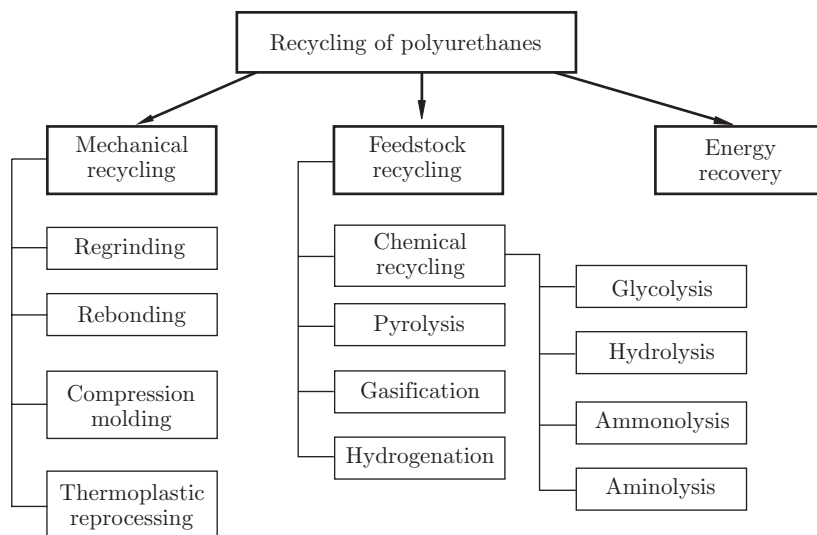 Recycling of polyurethanes
Mechanical
recycling
Regrinding
Rebonding
Compression
molding
Thermoplastic
reprocessing
Feedstock
recycling
Chemical
recycling
Pyrolysis
Gasification
Hydrogenation
Glycolysis
Hydrolysis
Ammonolysis
Aminolysis
Energy
recovery